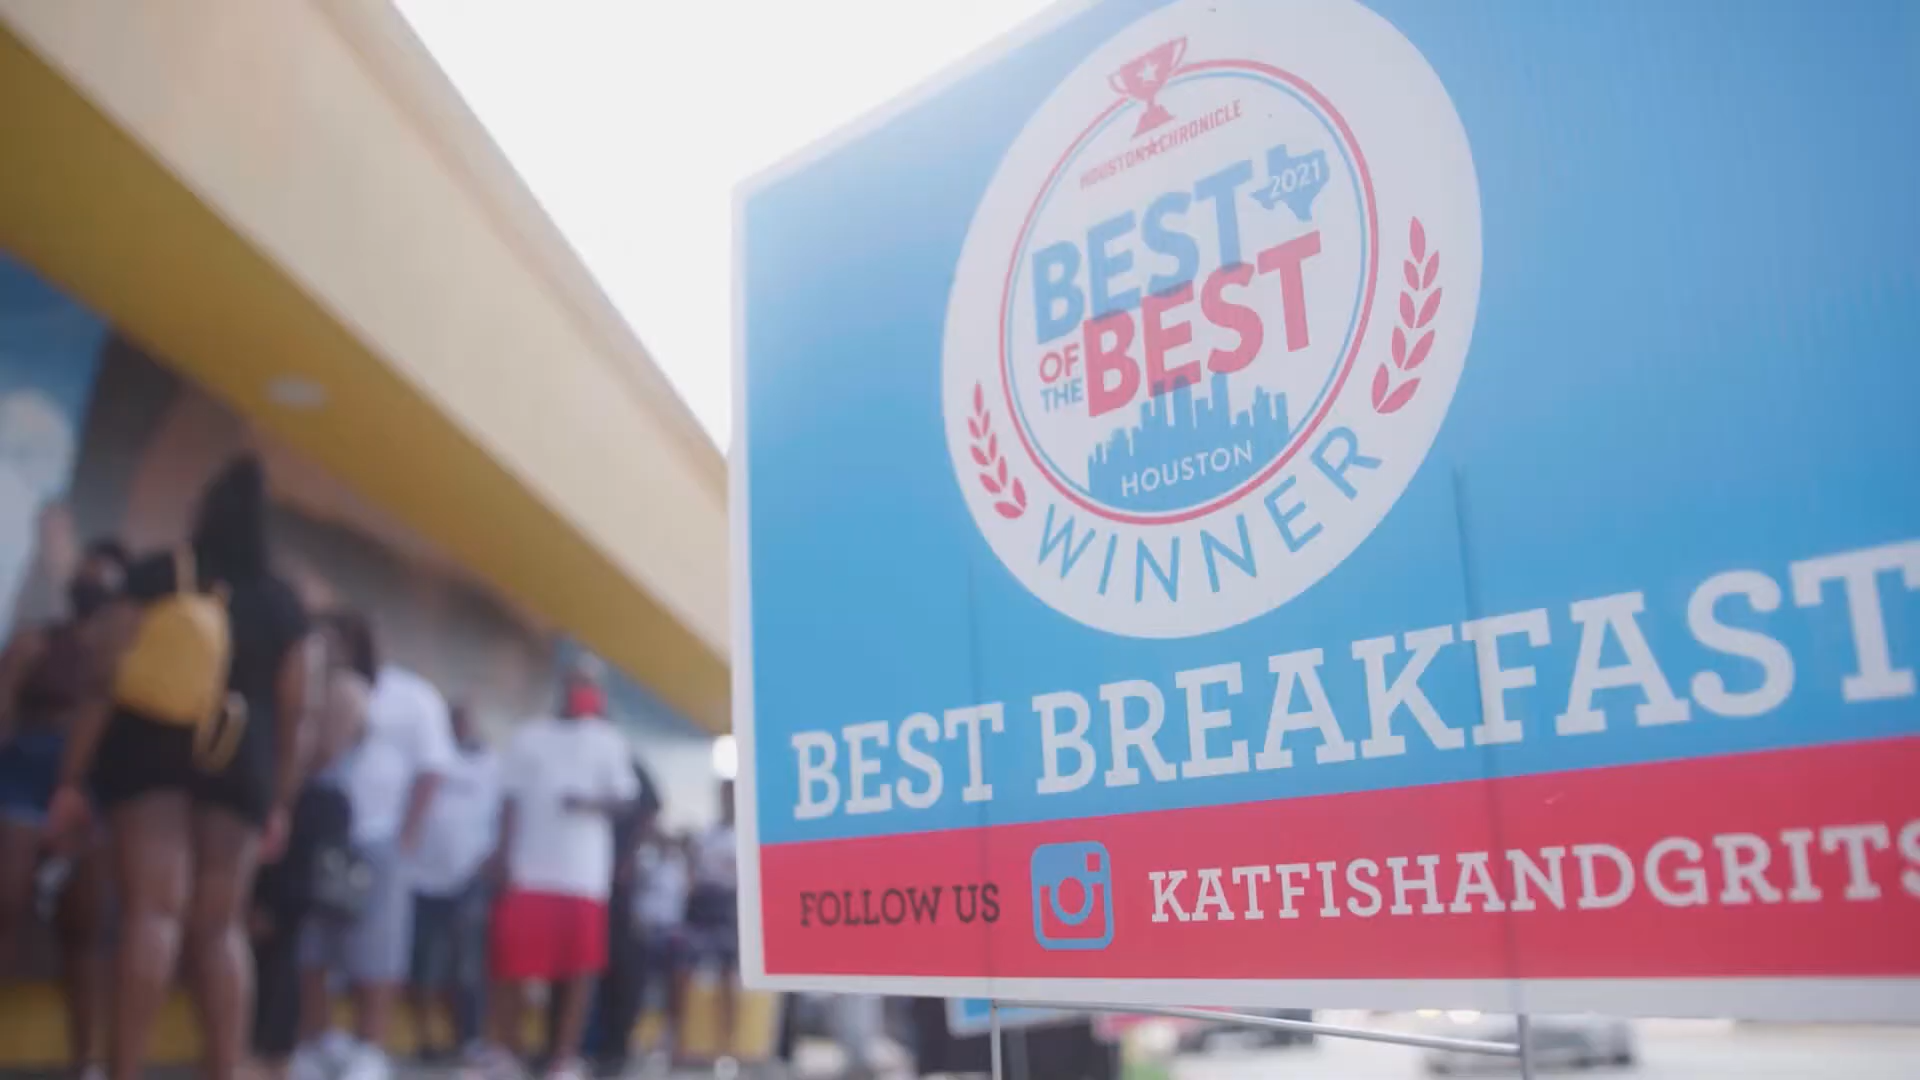 HOUSTON★CHRONICLE
BEST 2021
OF THE BEST
HOUSTON
WINNER
BEST BREAKFAST
FOLLOW US KATFISHANDGRITS